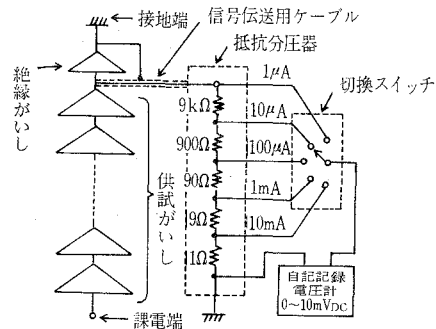 接地端
信号伝送用ケーブル
抵抗分圧器
絶縁がいし
1μA
切換スイッチ
9kΩ
10μA
900Ω
100μA
90Ω
1mA
9Ω
10mA
1Ω
供試がいし
自記記録
電圧計
0~10mVDC
課電端